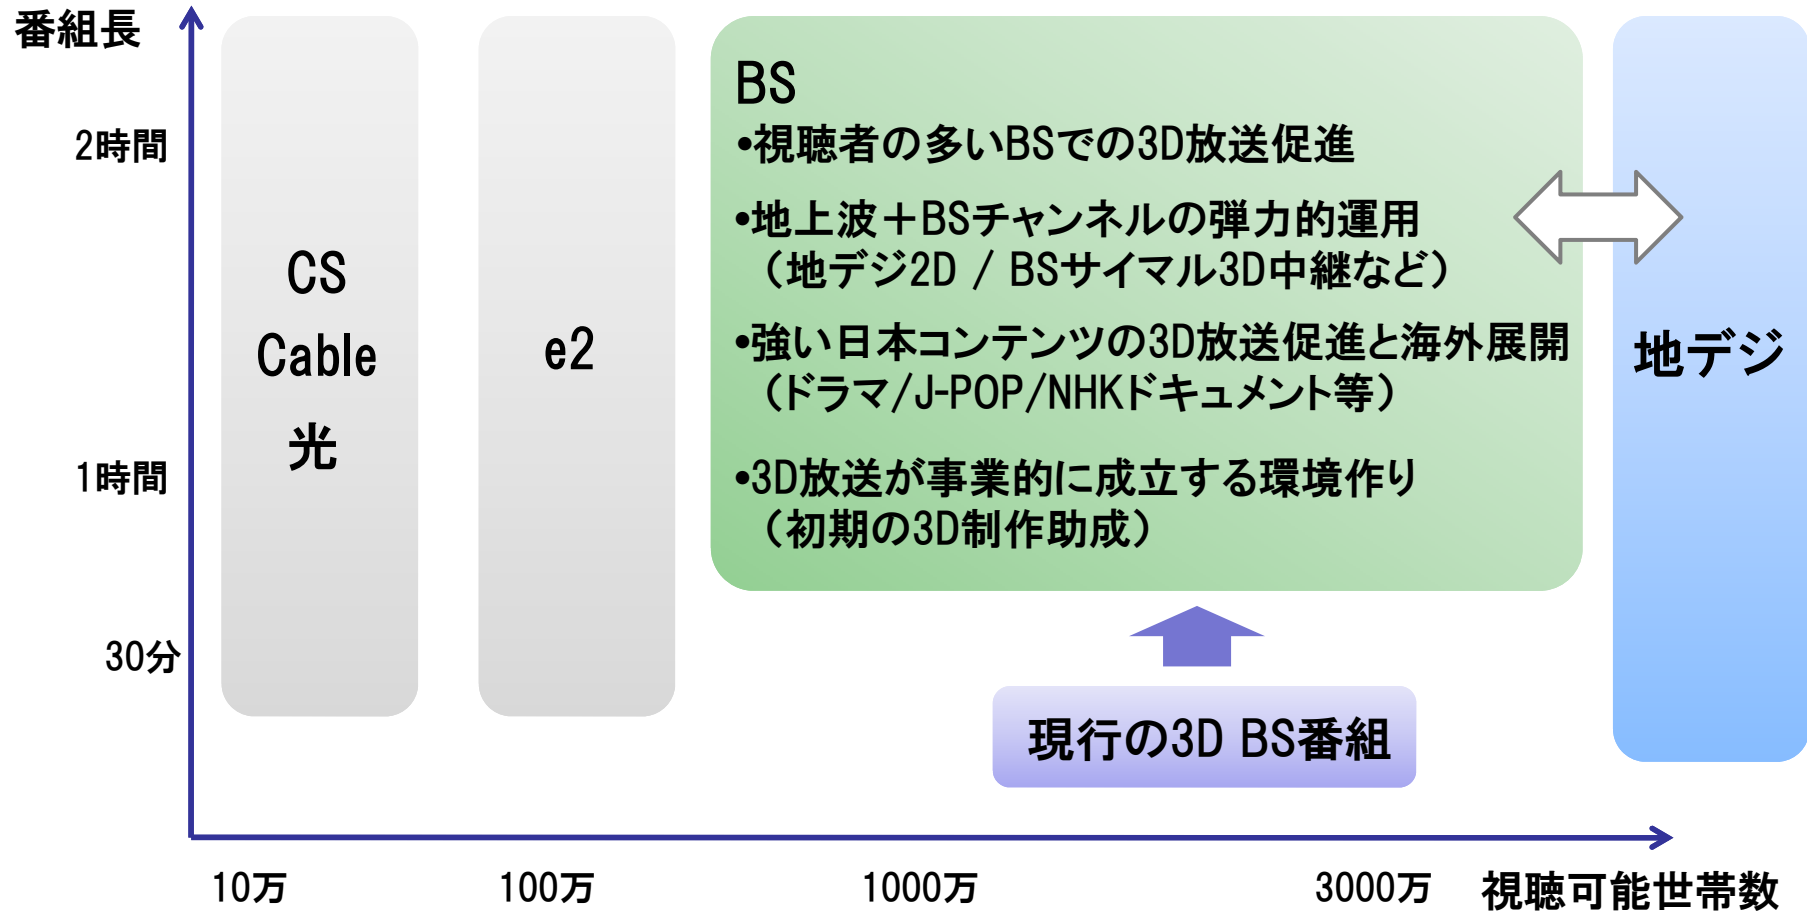 番組長
2時間
1時間
30分
CS
Cable
光
e2
BS
•視聴者の多いBSでの3D放送促進
•地上波＋BSチャンネルの弾力的運用
（地デジ2D / BSサイマル3D中継など）
•強い日本コンテンツの3D放送促進と海外展開
（ドラマ/J-POP/NHKドキュメント等）
•3D放送が事業的に成立する環境作り
（初期の3D制作助成）
地デジ
現行の3D BS番組
10万
100万
1000万
3000万
視聴可能世帯数